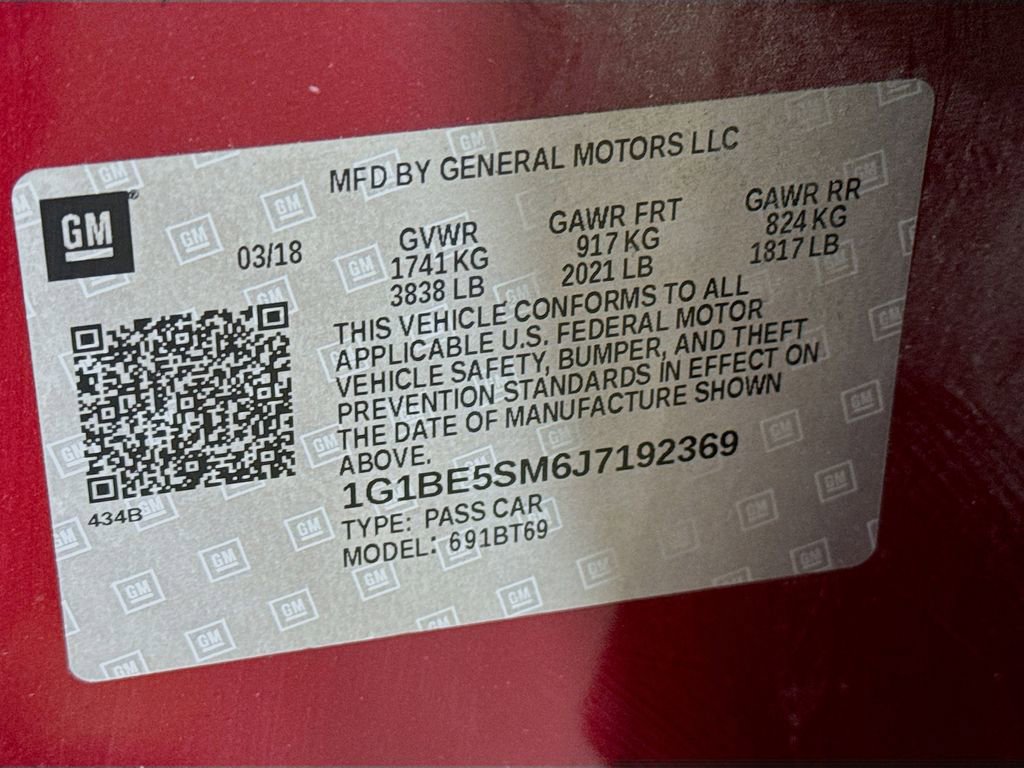 MFD BY GENERAL MOTORS LLC
GM
03/18
GVWR
1741 KG
3838 LB
GAWR FRT
917 KG
2021 LB
GAWR RR
824 KG
1817 LB
THIS VEHICLE CONFORMS TO ALL
APPLICABLE U.S. FEDERAL MOTOR
VEHICLE SAFETY, BUMPER, AND THEFT
PREVENTION STANDARDS IN EFFECT ON
THE DATE OF MANUFACTURE SHOWN
ABOVE.
1G1BE5SM6J7192369
434B
TYPE: PASS CAR
MODEL: 691BT69